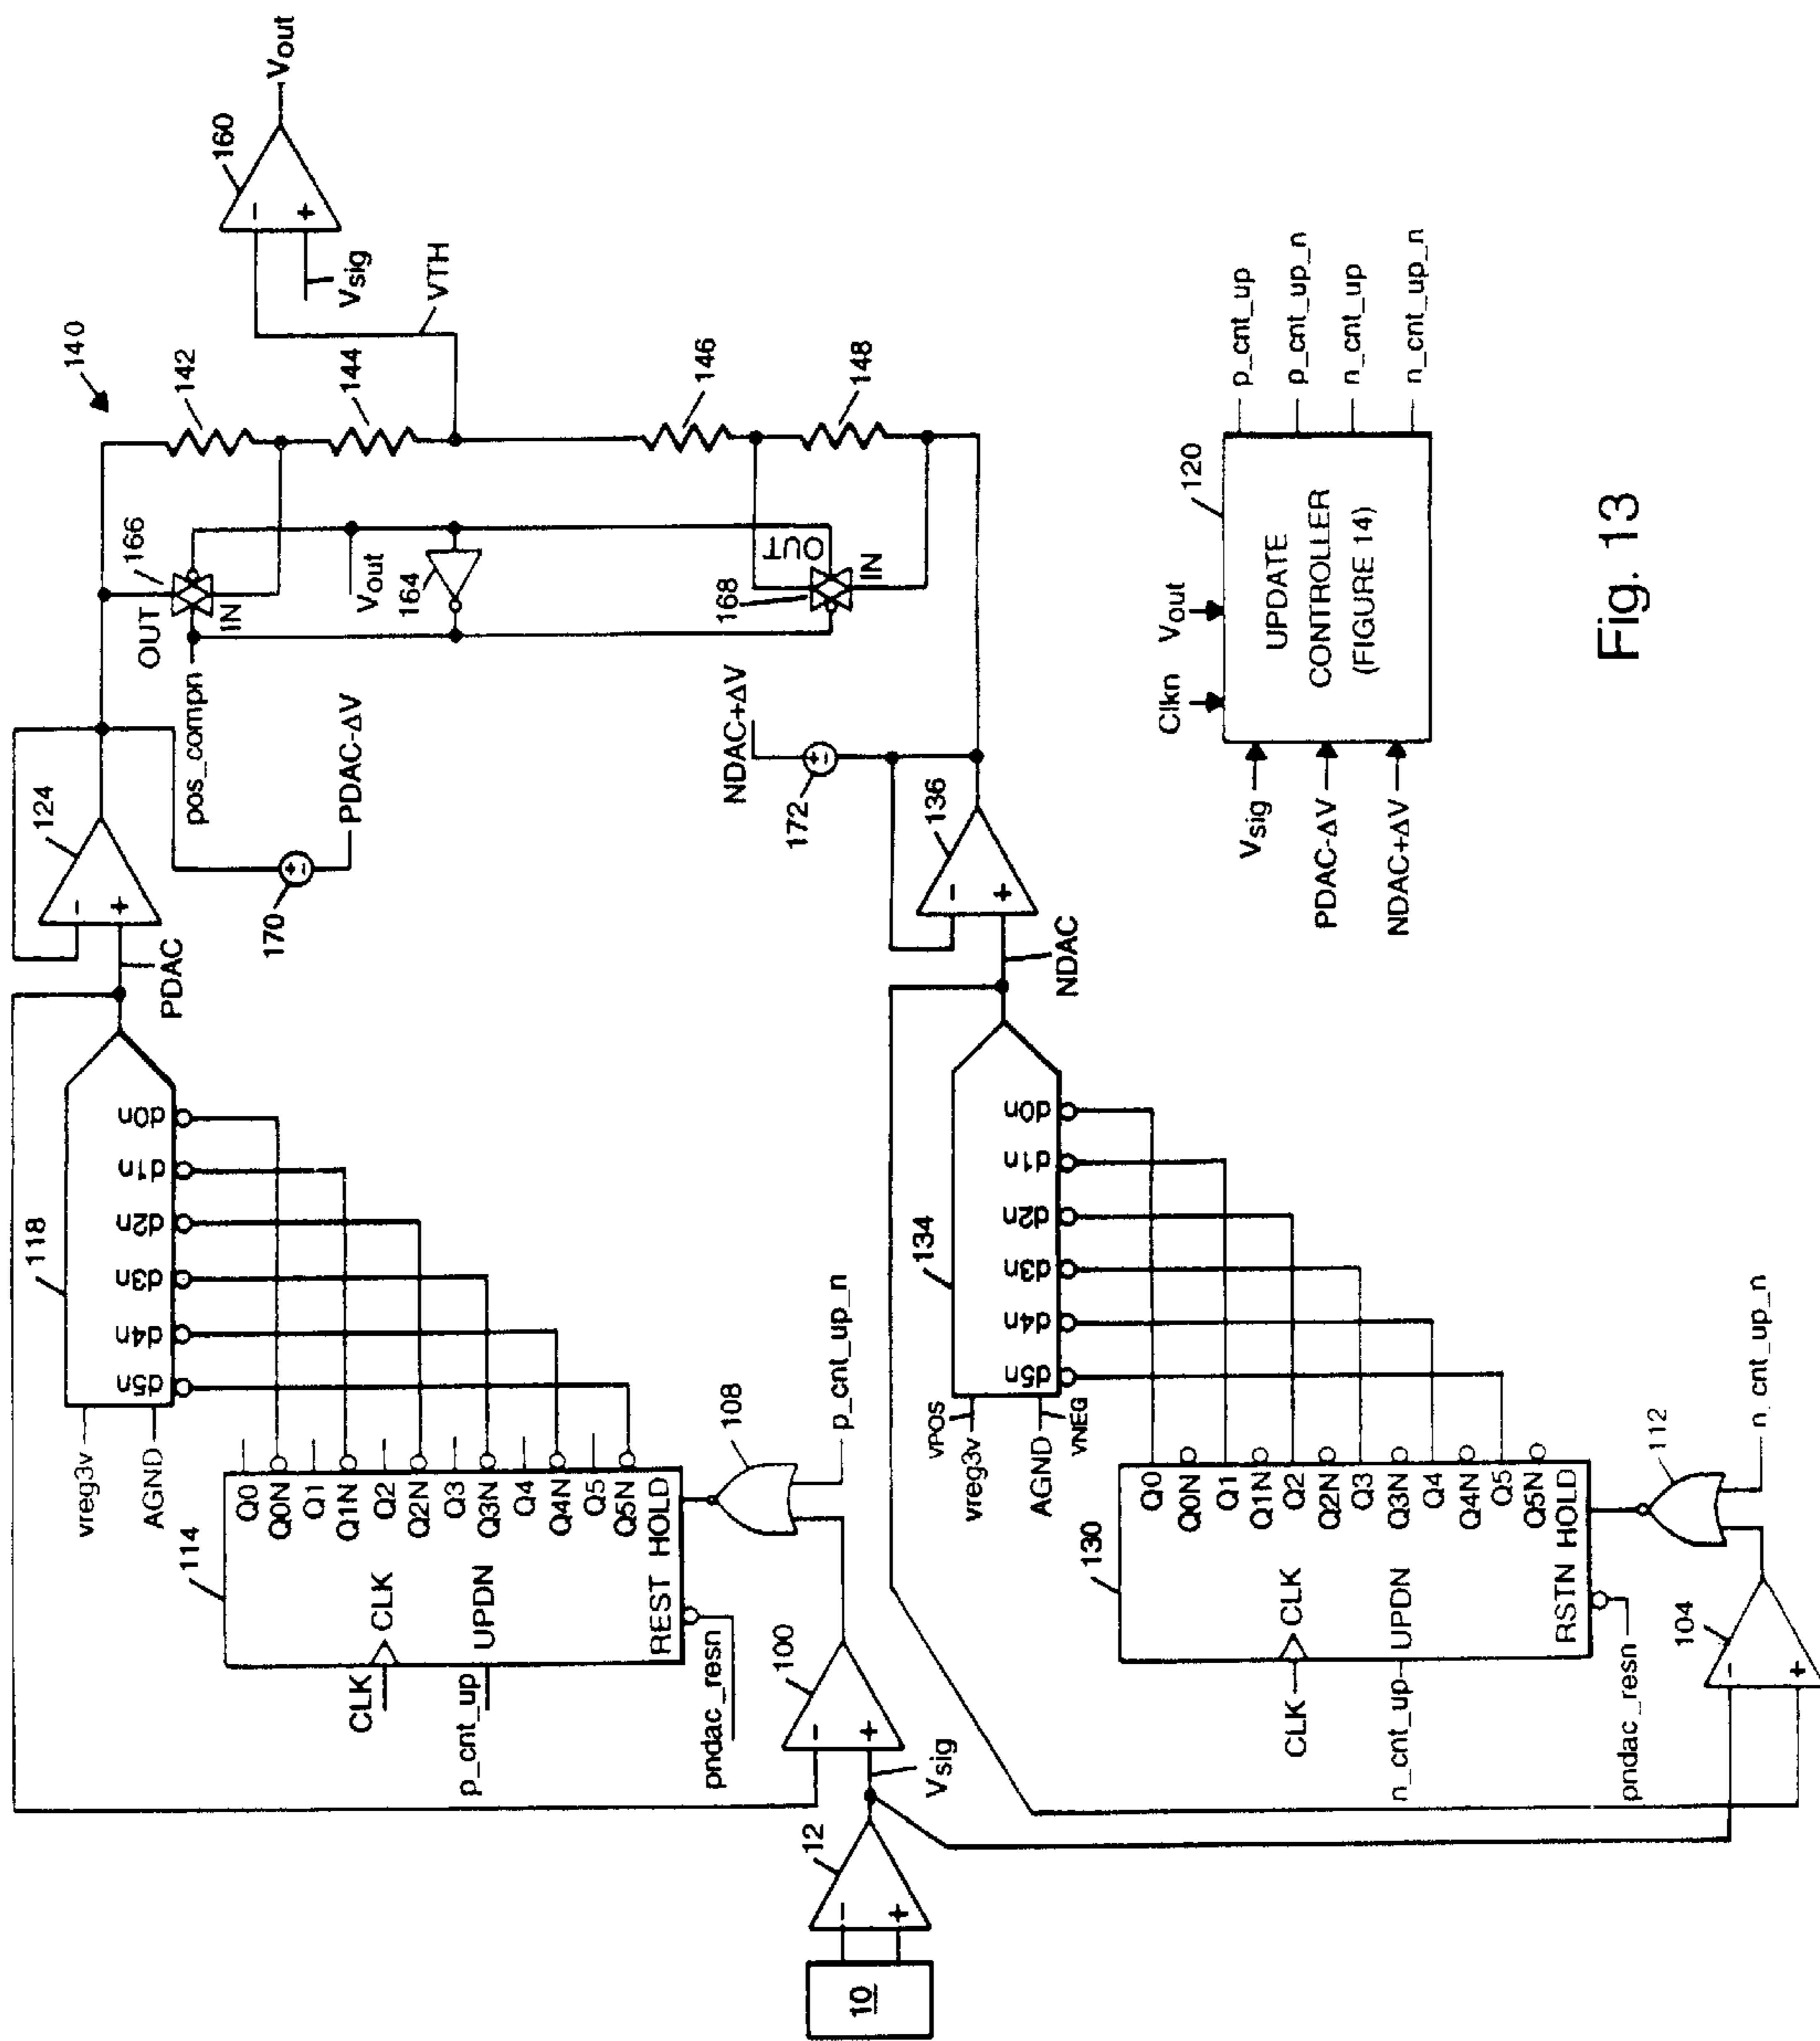 10
12
-
+
Vsig
100
-
+
104
-
+
114
CLK
CLK
p_cnt_up
UPDN
pndac_resn
REST
HOLD
Q0
Q0N
Q1
Q1N
Q2
Q2N
Q3
Q3N
Q4
Q4N
Q5
Q5N
108
p_cnt_up_n
118
vreg3v
AGND
d5n
d4n
d3n
d2n
d1n
d0n
PDAC
124
-
+
170
PDAC-ΔV
pos_compn
OUT
IN
166
Vout
164
168
OUT
IN
140
142
144
146
148
VTH
Vsig
160
-
+
Vout
130
CLK
CLK
n_cnt_up
UPDN
pndac_resn
RSTN
HOLD
Q0
Q0N
Q1
Q1N
Q2
Q2N
Q3
Q3N
Q4
Q4N
Q5
Q5N
112
n_cnt_up_n
134
VPOS
vreg3v
AGND
VNEG
d5n
d4n
d3n
d2n
d1n
d0n
NDAC
136
-
+
172
NDAC+ΔV
120
Clkn
Vout
Vsig
PDAC-ΔV
NDAC+ΔV
UPDATE
CONTROLLER
(FIGURE 14)
p_cnt_up
p_cnt_up_n
n_cnt_up
n_cnt_up_n
Fig. 13